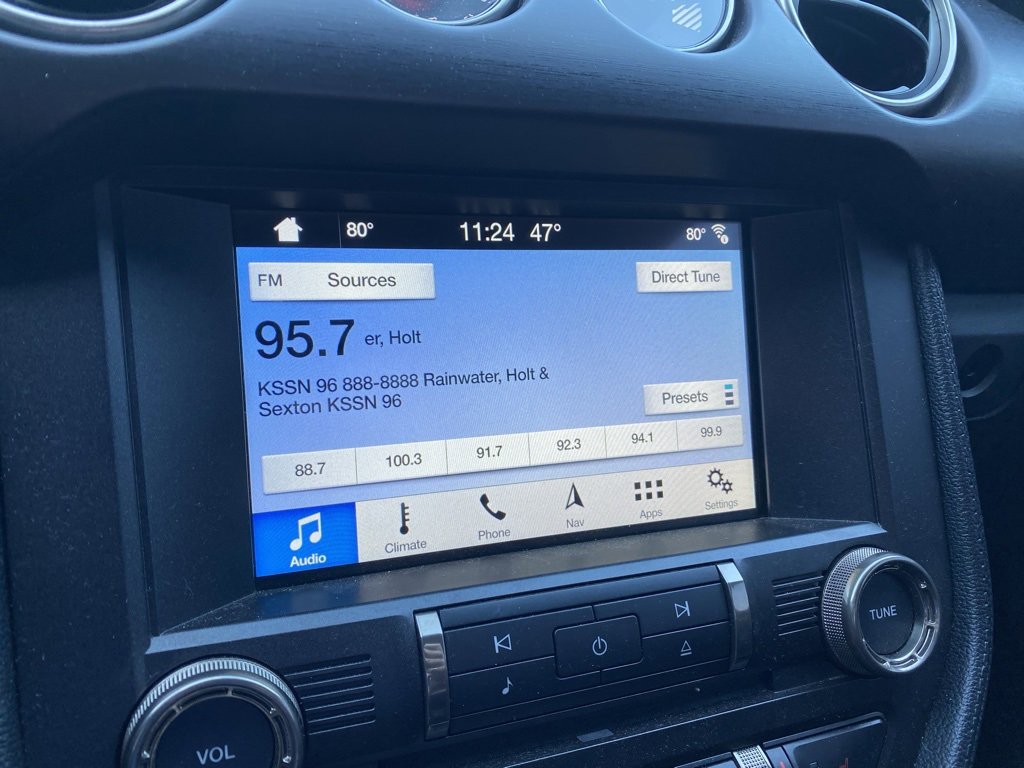 80° 11:24 47° 80°
FM Sources Direct Tune
95.7 er, Holt
KSSN 96 888-8888 Rainwater, Holt &
Sexton KSSN 96
Presets
88.7 100.3 91.7 92.3 94.1 99.9
Audio Climate Phone Nav Apps Settings
TUNE
VOL